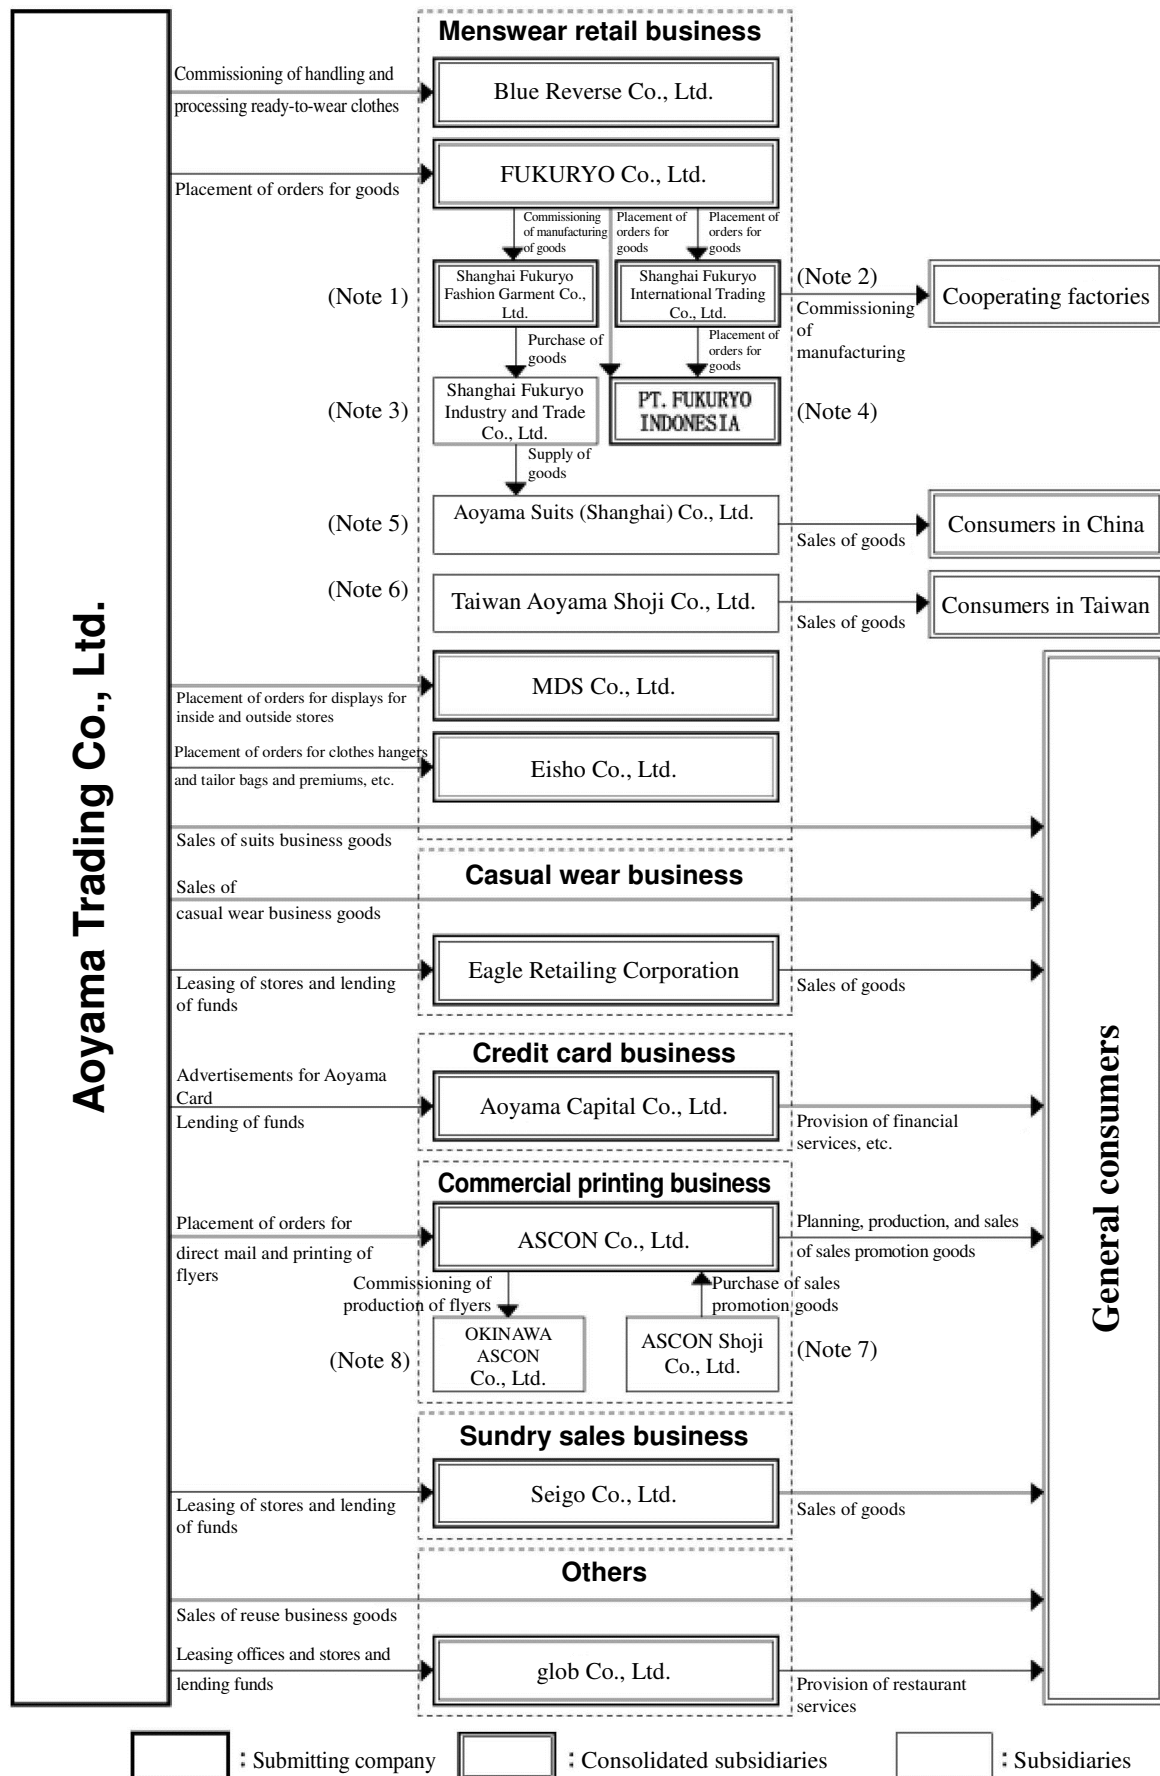 Aoyama Trading Co., Ltd.
Menswear retail business
Commissioning of handling and
processing ready-to-wear clothes
Blue Reverse Co., Ltd.
Placement of orders for goods
FUKURYO Co., Ltd.
Commissioning
of manufacturing
of goods
Placement of
orders for
goods
Placement of
orders for
goods
(Note 1)
Shanghai Fukuryo
Fashion Garment Co.,
Ltd.
Shanghai Fukuryo
International Trading
Co., Ltd.
(Note 2)
Commissioning
of
manufacturing
Cooperating factories
Purchase of
goods
Placement of
orders for
goods
(Note 3)
Shanghai Fukuryo
Industry and Trade
Co., Ltd.
PT. FUKURYO
INDONESIA
(Note 4)
Supply of
goods
(Note 5)
Aoyama Suits (Shanghai) Co., Ltd.
Sales of goods
Consumers in China
(Note 6)
Taiwan Aoyama Shoji Co., Ltd.
Sales of goods
Consumers in Taiwan
Placement of orders for displays for
inside and outside stores
MDS Co., Ltd.
Placement of orders for clothes hangers
and tailor bags and premiums, etc.
Eisho Co., Ltd.
Sales of suits business goods
General consumers
Casual wear business
Sales of
casual wear business goods
Leasing of stores and lending
of funds
Eagle Retailing Corporation
Sales of goods
Credit card business
Advertisements for Aoyama
Card
Lending of funds
Aoyama Capital Co., Ltd.
Provision of financial
services, etc.
Commercial printing business
Placement of orders for
direct mail and printing of
flyers
ASCON Co., Ltd.
Planning, production, and sales
of sales promotion goods
Commissioning of
production of flyers
Purchase of sales
promotion goods
(Note 8)
OKINAWA
ASCON
Co., Ltd.
ASCON Shoji
Co., Ltd.
(Note 7)
Sundry sales business
Leasing of stores and lending
of funds
Seigo Co., Ltd.
Sales of goods
Others
Sales of reuse business goods
Leasing offices and stores and
lending funds
glob Co., Ltd.
Provision of restaurant
services
: Submitting company
: Consolidated subsidiaries
: Subsidiaries